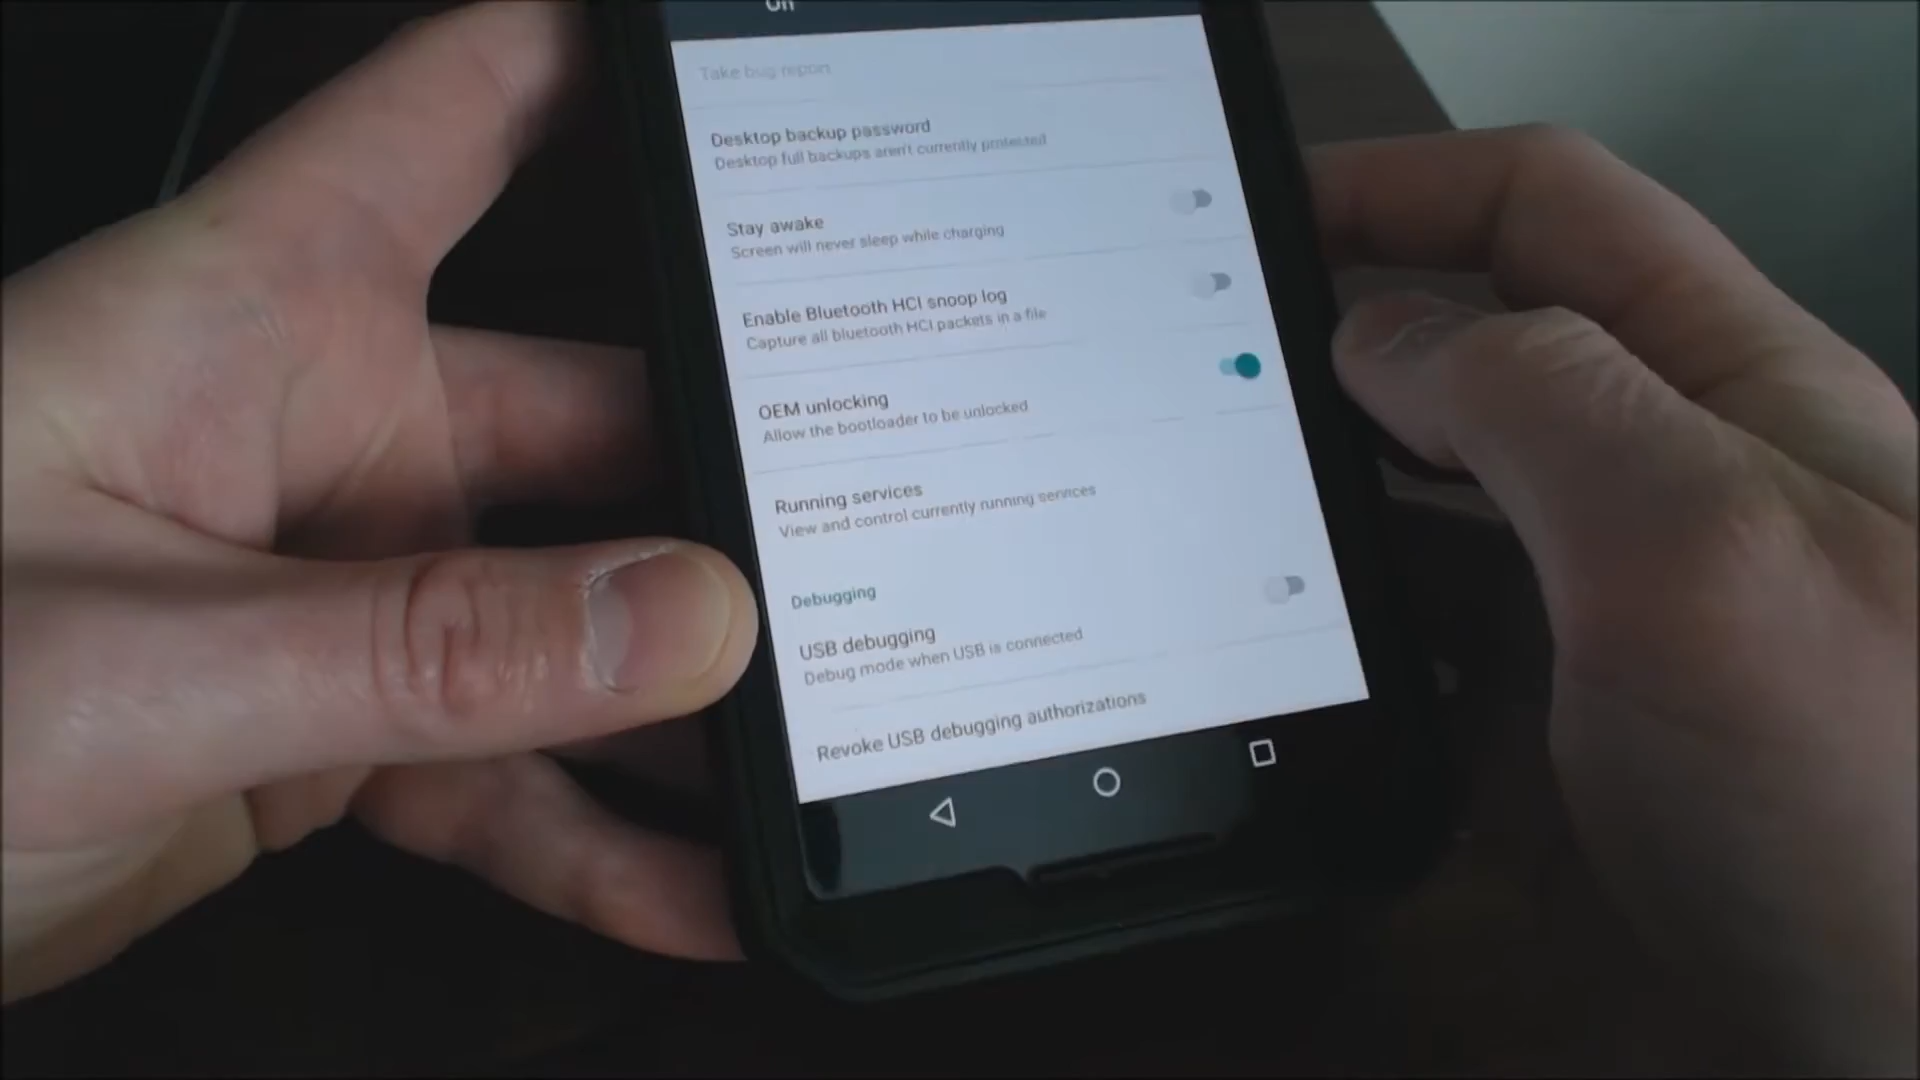 On
Take bug report
Desktop backup password
Desktop full backups aren't currently protected
Stay awake
Screen will never sleep while charging
Enable Bluetooth HCI snoop log
Capture all bluetooth HCI packets in a file
OEM unlocking
Allow the bootloader to be unlocked
Running services
View and control currently running services
Debugging
USB debugging
Debug mode when USB is connected
Revoke USB debugging authorizations